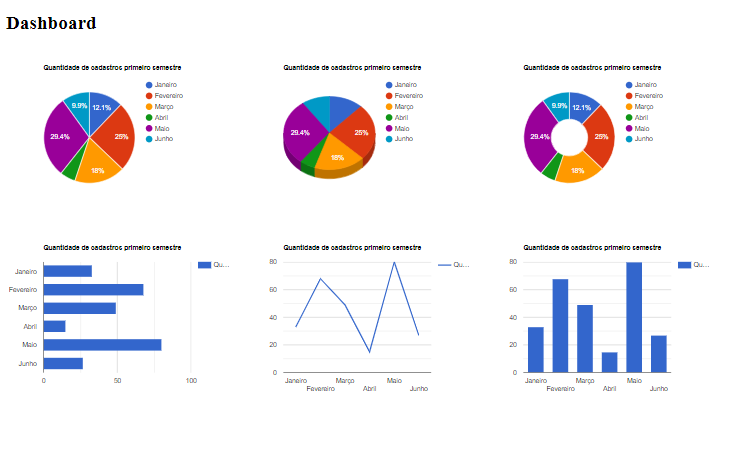 Dashboard
Quantidade de cadastros primeiro semestre
Janeiro
Fevereiro
Março
Abril
Maio
Junho
9.9%
12.1%
29.4%
25%
18%
Quantidade de cadastros primeiro semestre
Janeiro
Fevereiro
Março
Abril
Maio
Junho
29.4%
25%
18%
Quantidade de cadastros primeiro semestre
Janeiro
Fevereiro
Março
Abril
Maio
Junho
9.9%
12.1%
29.4%
25%
18%
Quantidade de cadastros primeiro semestre
Qu...
Janeiro
Fevereiro
Março
Abril
Maio
Junho
0 50 100
Quantidade de cadastros primeiro semestre
Qu...
80
60
40
20
0
Janeiro Março Maio
Fevereiro Abril Junho
Quantidade de cadastros primeiro semestre
Qu...
80
60
40
20
0
Janeiro Março Maio
Fevereiro Abril Junho